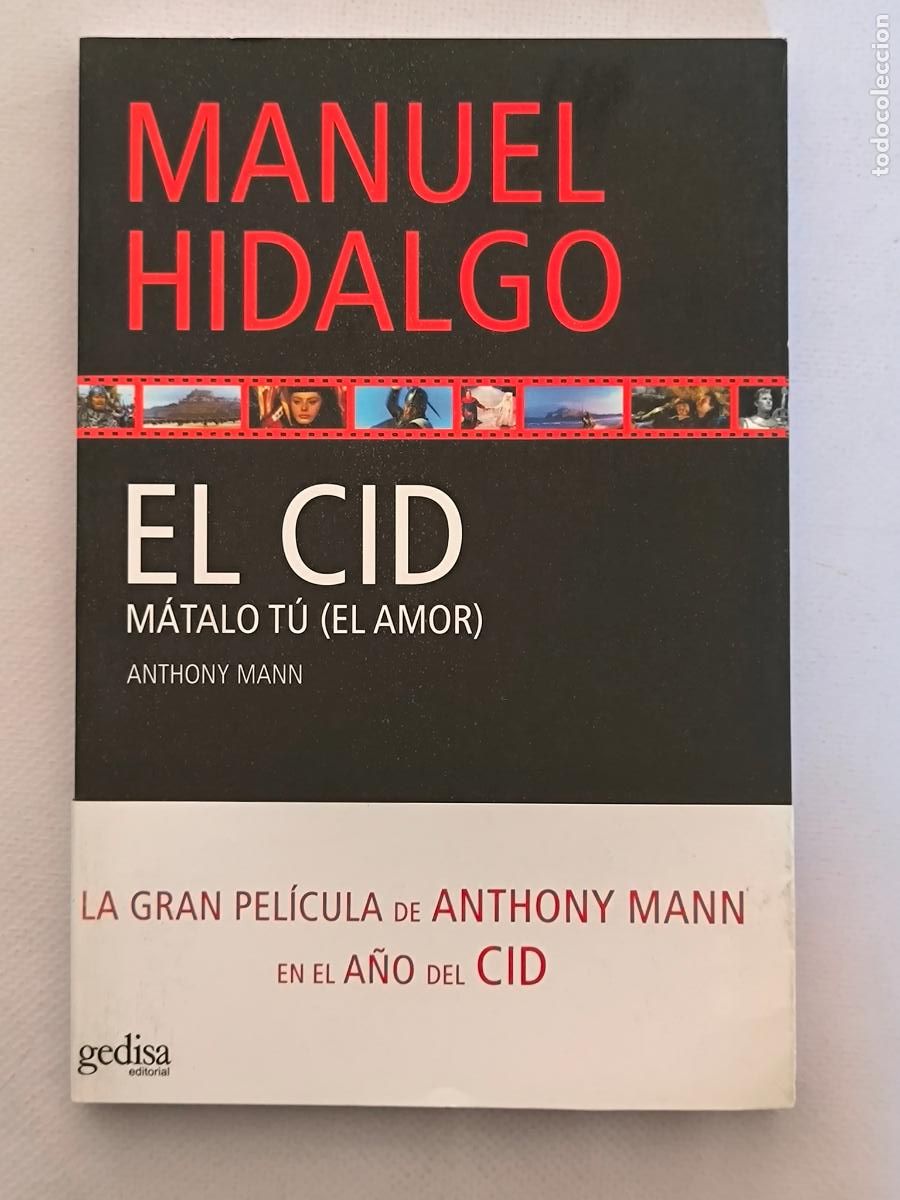 MANUEL
HIDALGO
EL CID
MÁTALO TÚ (EL AMOR)
ANTHONY MANN
LA GRAN PELÍCULA DE ANTHONY MANN
EN EL AÑO DEL CID
gedisa
editorial
todocoleccion